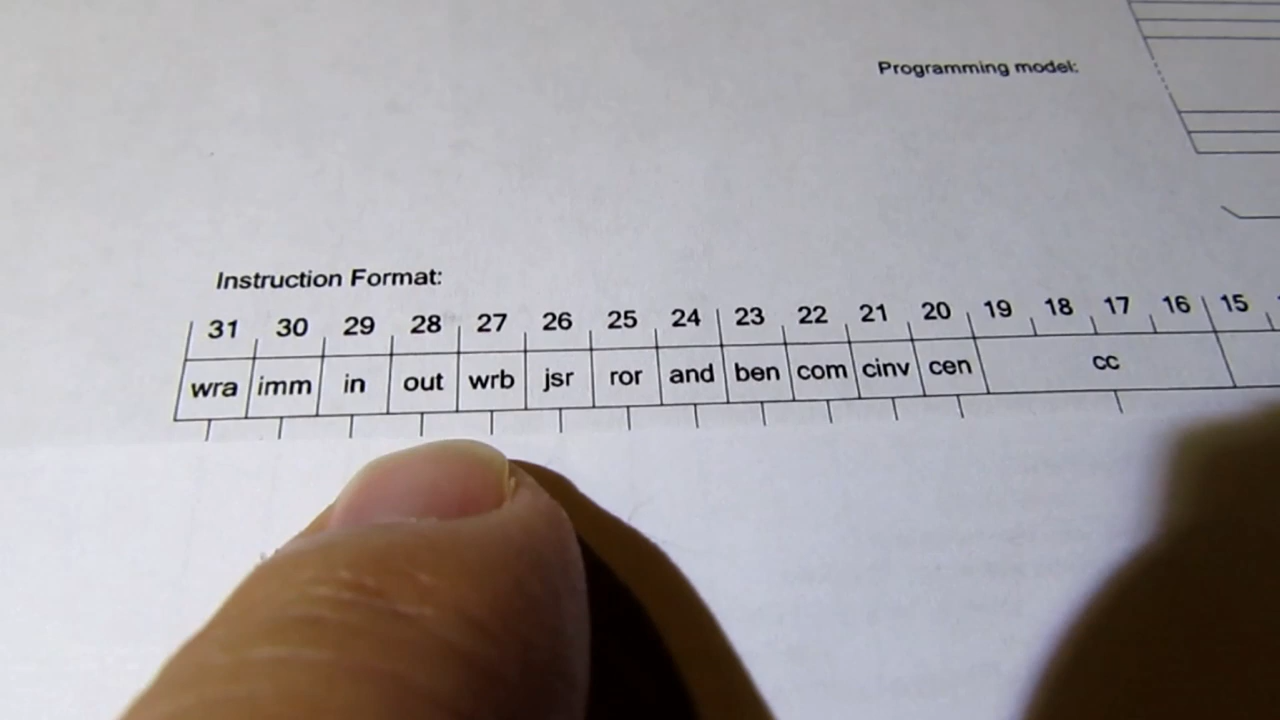 Programming model:
Instruction Format:
31 30 29 28 27 26 25 24 23 22 21 20 19 18 17 16 15
wra imm in out wrb jsr ror and ben com cinv cen cc